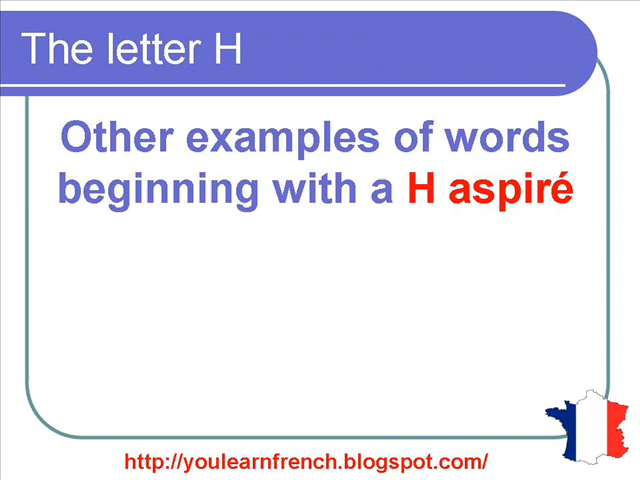 The letter H
Other examples of words
beginning with a H aspiré
http://youlearnfrench.blogspot.com/